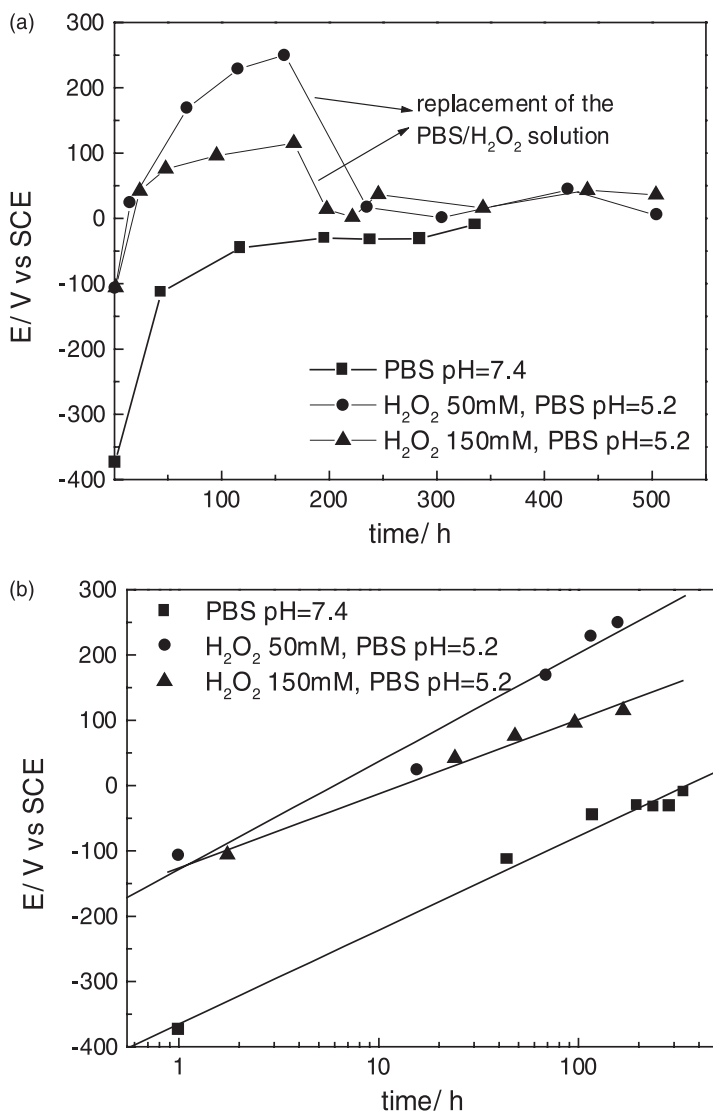 (a)
300
200
100
0
-100
-200
-300
-400
E/ V vs SCE
replacement of the
PBS/H₂O₂ solution
PBS pH=7.4
H₂O₂ 50mM, PBS pH=5.2
H₂O₂ 150mM, PBS pH=5.2
100 200 300 400 500
time/ h
(b)
300
200
100
0
-100
-200
-300
-400
E/ V vs SCE
PBS pH=7.4
H₂O₂ 50mM, PBS pH=5.2
H₂O₂ 150mM, PBS pH=5.2
1 10 100
time/ h